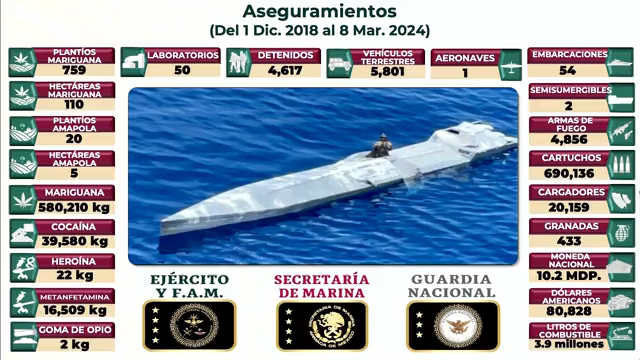 Aseguramientos
(Del 1 Dic. 2018 al 8 Mar. 2024)
PLANTÍOS
MARIGUANA
759
HECTÁREAS
MARIGUANA
110
PLANTÍOS
AMAPOLA
20
HECTÁREAS
AMAPOLA
5
MARIGUANA
580,210 kg
COCAÍNA
39,580 kg
HEROÍNA
22 kg
METANFETAMINA
16,509 kg
GOMA DE OPIO
2 kg
LABORATORIOS
50
DETENIDOS
4,617
VEHÍCULOS
TERRESTRES
5,801
AERONAVES
1
EMBARCACIONES
54
SEMISUMERGIBLES
2
ARMAS DE
FUEGO
4,856
CARTUCHOS
690,136
CARGADORES
20,159
GRANADAS
433
MONEDA
NACIONAL
10.2 MDP.
DÓLARES
AMERICANOS
80,828
LITROS DE
COMBUSTIBLE
3.9 millones
EJÉRCITO
Y F.A.M.
SECRETARÍA
DE MARINA
GUARDIA
NACIONAL